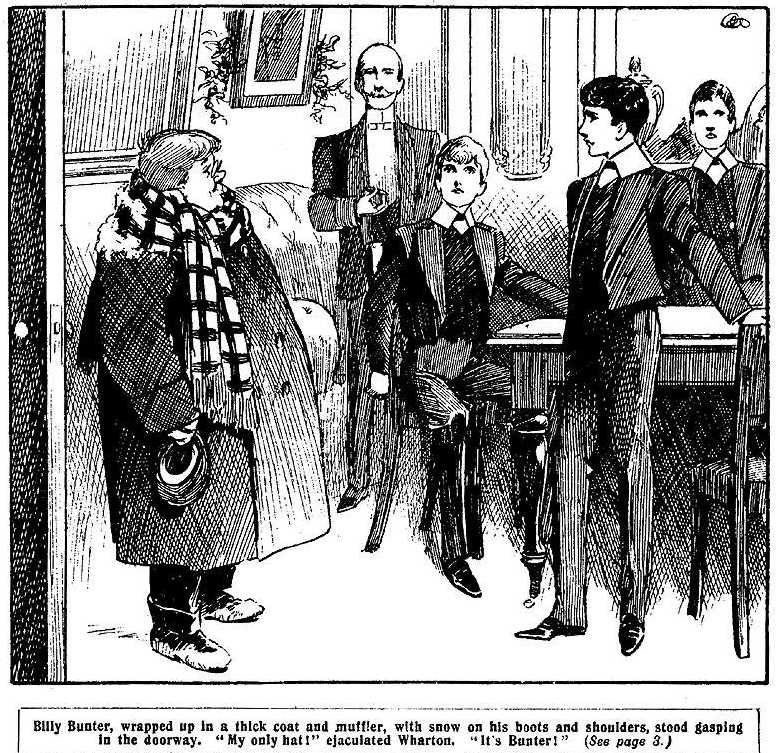 Billy Bunter, wrapped up in a thick coat and muffler, with snow on his boots and shoulders, stood gasping
in the doorway. "My only hat!" ejaculated Wharton. "It's Bunter!" (See page 3.)